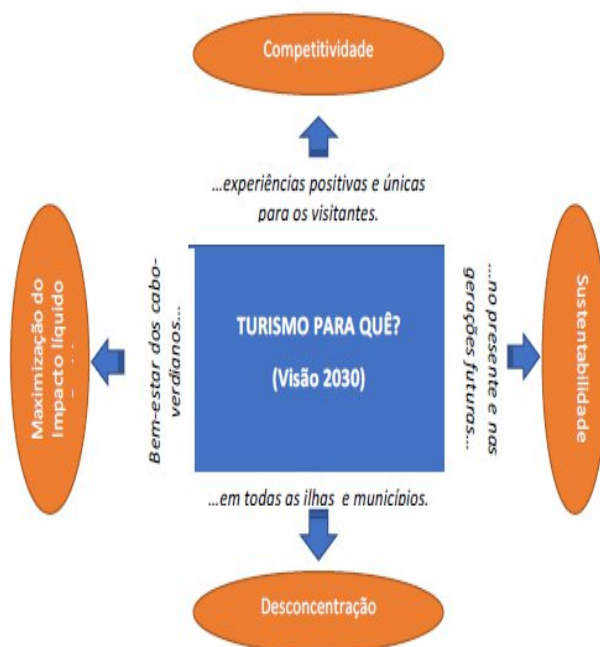 Competitividade
...experiências positivas e únicas
para os visitantes.
Maximização do
Impacto líquido
Bem-estar dos cabo-
verdianos...
TURISMO PARA QUÊ?
(Visão 2030)
...no presente e nas
gerações futuras...
Sustentabilidade
...em todas as ilhas e municípios.
Desconcentração